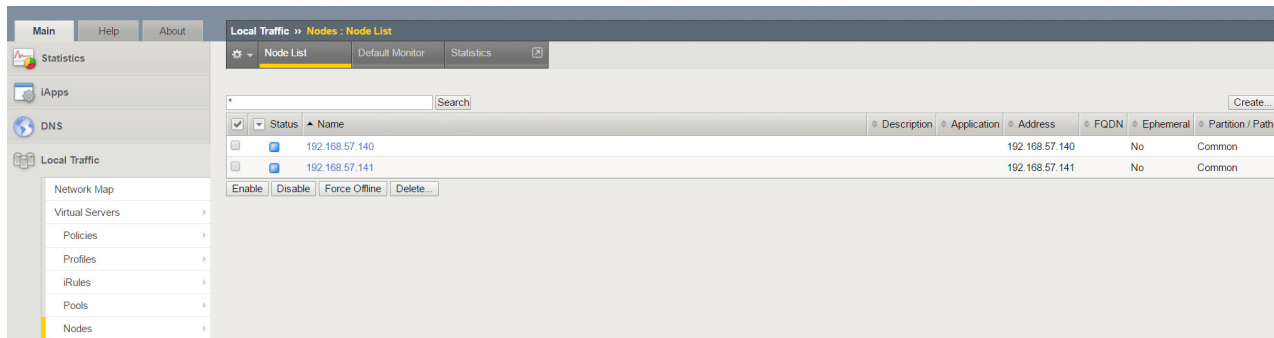 Main Help About
Local Traffic ›› Nodes : Node List
Statistics
Node List Default Monitor Statistics
iApps
* Search Create...
DNS
Status Name Description Application Address FQDN Ephemeral Partition / Path
192.168.57.140 192.168.57.140 No Common
Local Traffic
192.168.57.141 192.168.57.141 No Common
Enable Disable Force Offline Delete...
Network Map
Virtual Servers
Policies
Profiles
iRules
Pools
Nodes